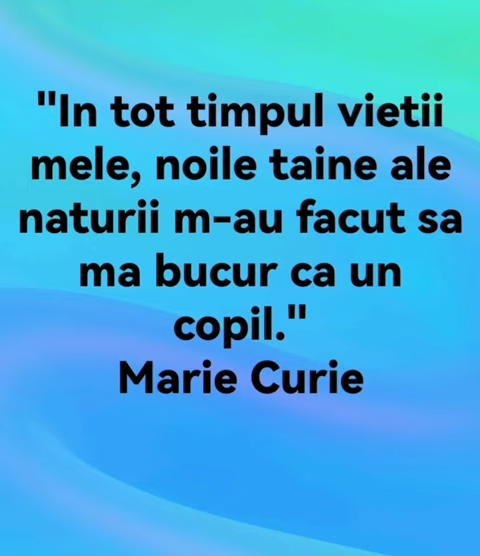 "In tot timpul vietii
mele, noile taine ale
naturii m-au facut sa
ma bucur ca un
copil."
Marie Curie